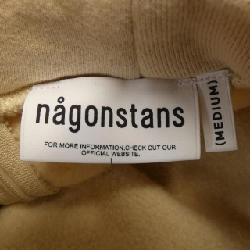 någonstans
FOR MORE INFORMATION,CHECK OUT OUR
OFFICIAL WEBSITE.
(MEDIUM)